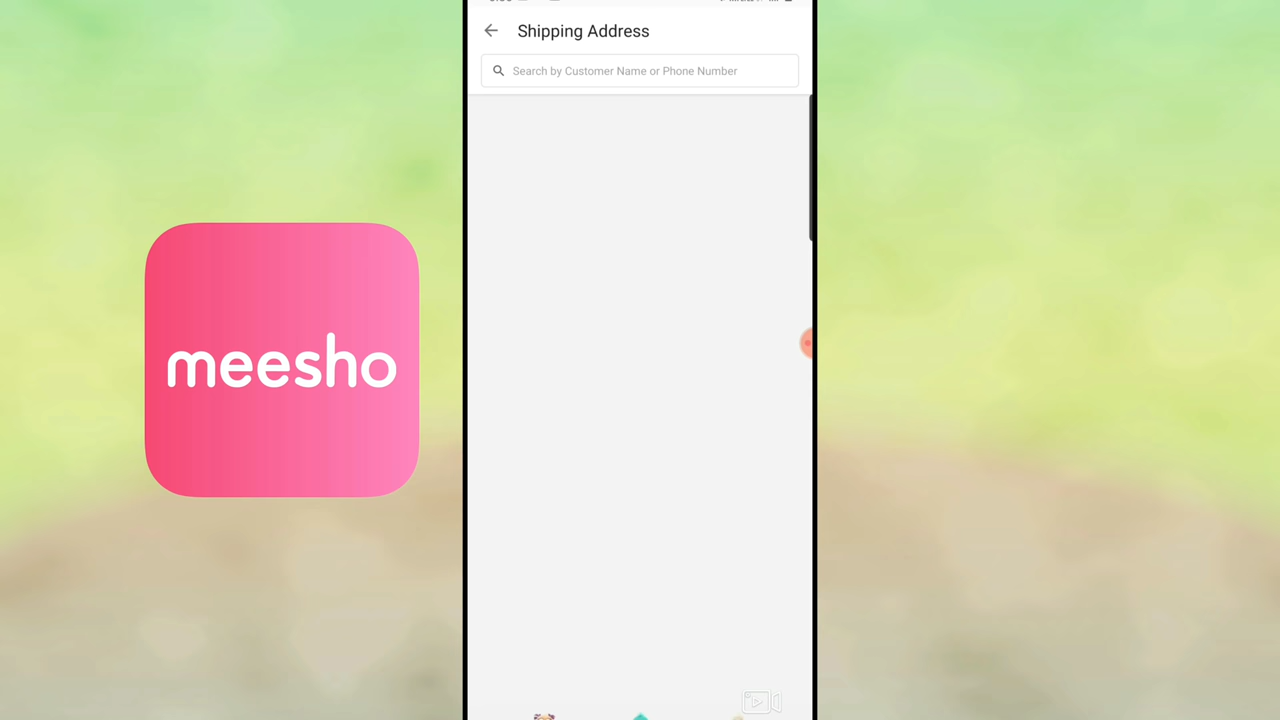 Shipping Address
Search by Customer Name or Phone Number
meesho